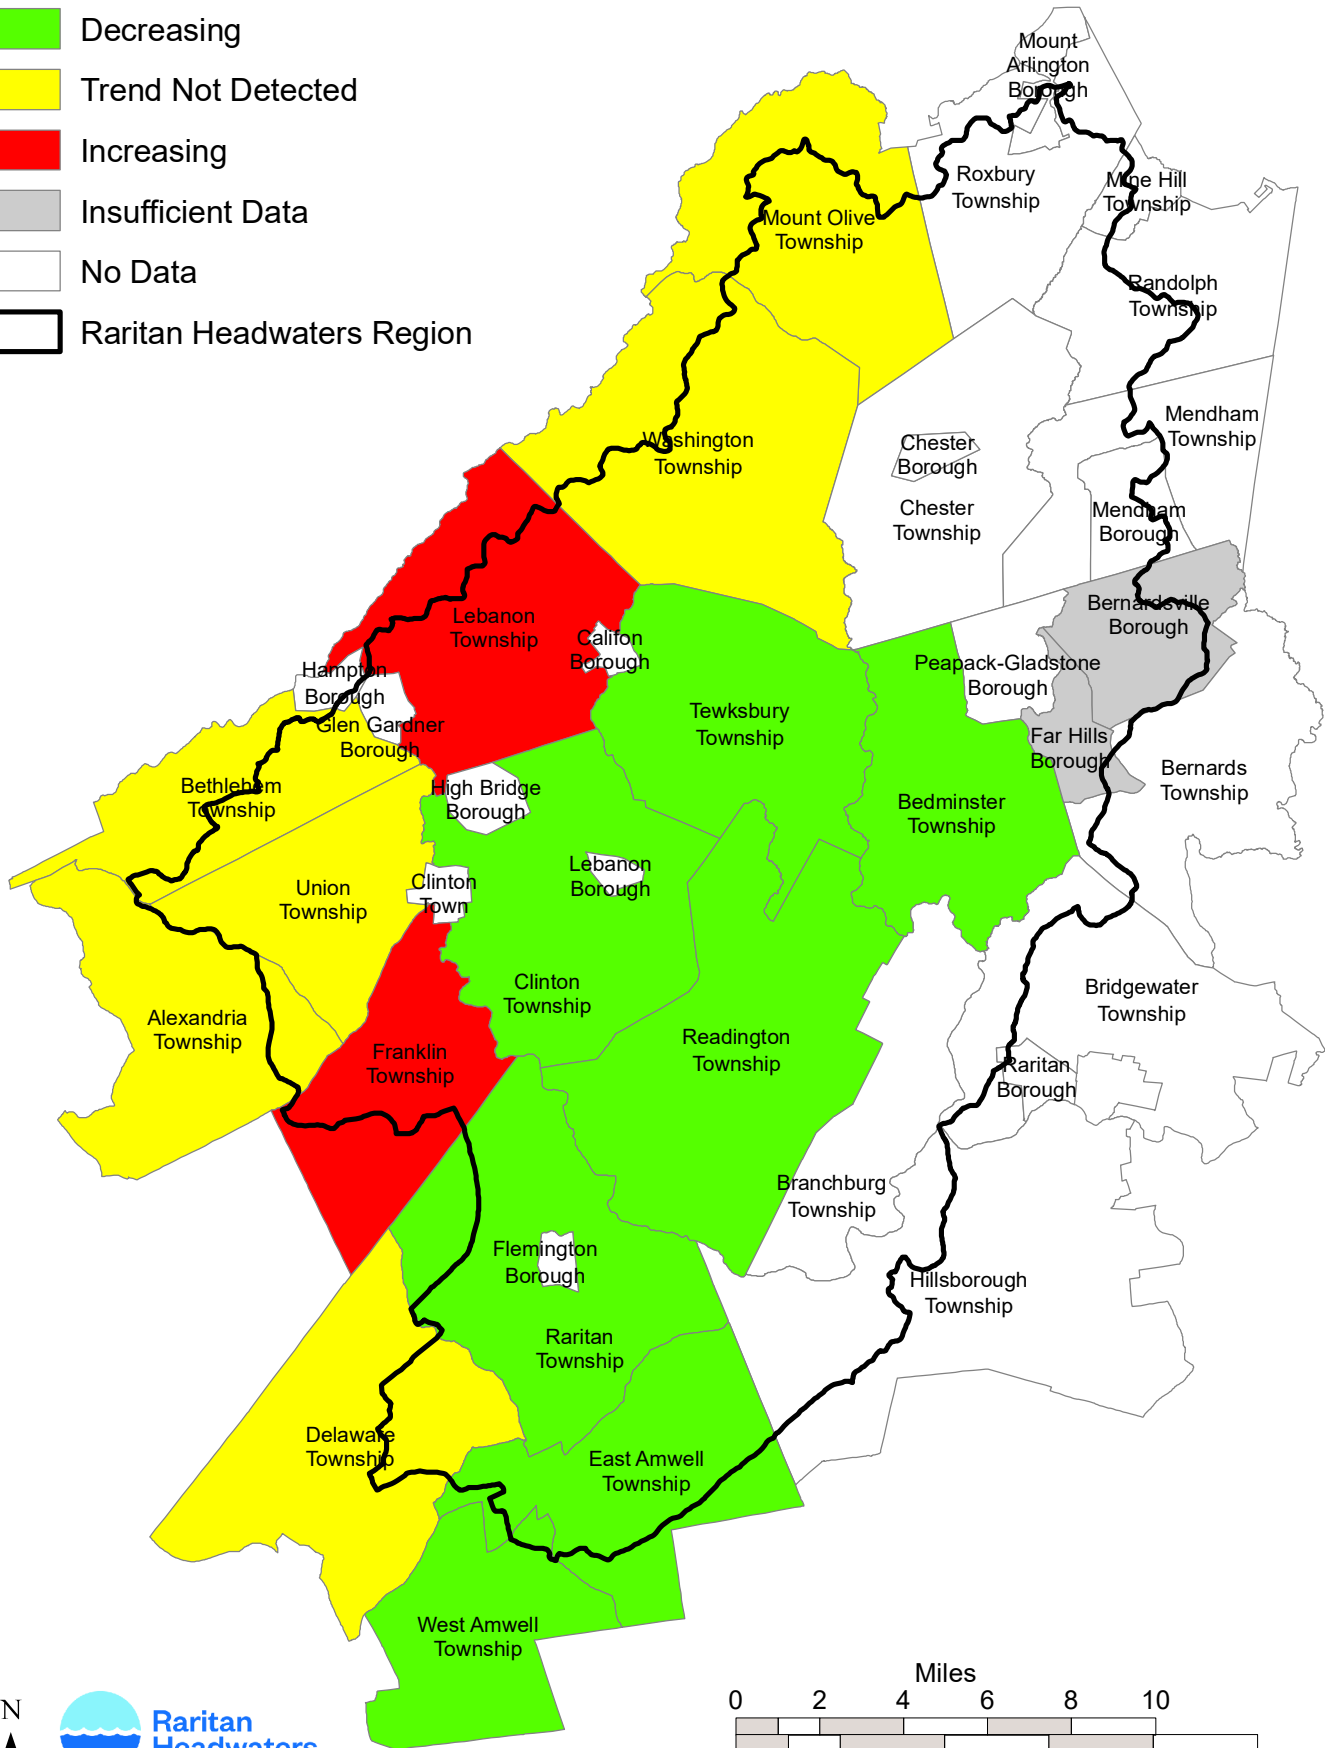 Decreasing
Trend Not Detected
Increasing
Insufficient Data
No Data
Raritan Headwaters Region
Mount
Arlington
Borough
Roxbury
Township
Mine Hill
Township
Mount Olive
Township
Randolph
Township
Washington
Township
Chester
Borough
Chester
Township
Mendham
Township
Mendham
Borough
Lebanon
Township
Califon
Borough
Bernardsville
Borough
Peapack-Gladstone
Borough
Hampton
Borough
Glen Gardner
Borough
Tewksbury
Township
Far Hills
Borough
Bernards
Township
Bethlehem
Township
High Bridge
Borough
Bedminster
Township
Union
Township
Clinton
Town
Lebanon
Borough
Clinton
Township
Bridgewater
Township
Alexandria
Township
Franklin
Township
Readington
Township
Raritan
Borough
Branchburg
Township
Flemington
Borough
Hillsborough
Township
Raritan
Township
Delaware
Township
East Amwell
Township
West Amwell
Township
N
Raritan
Headwaters
Miles
0 2 4 6 8 10